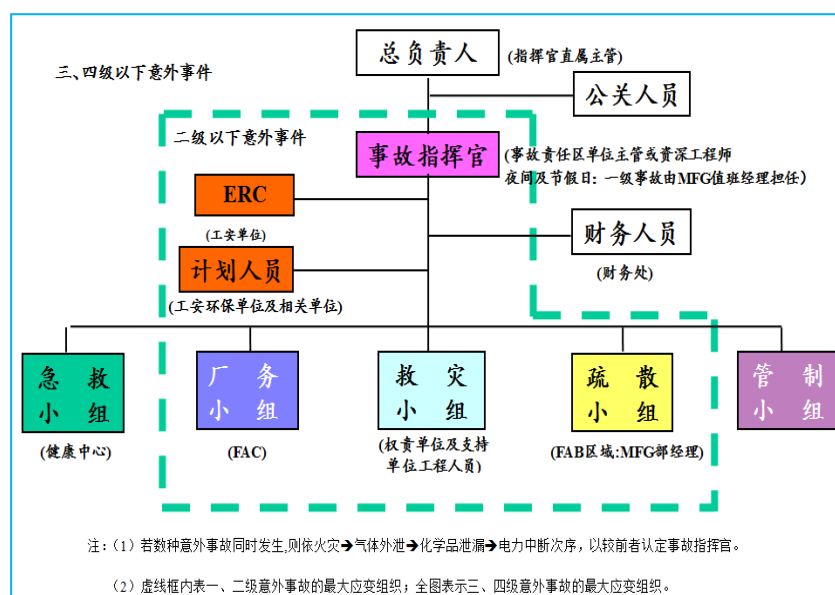 总负责人
(指挥官直属主管)
三、四级以下意外事件
公关人员
二级以下意外事件
事故指挥官
(事故责任区单位主管或资深工程师
夜间及节假日：一级事故由MFG值班经理担任）
ERC
(工安单位)
财务人员
(财务处)
计划人员
(工安环保单位及相关单位)
急 救
小 组
(健康中心)
厂 务
小 组
(FAC)
救 灾
小 组
(权责单位及支持
单位工程人员)
疏 散
小 组
(FAB区域:MFG部经理)
管 制
小 组
注：（1）若数种意外事故同时发生,则依火灾➔气体外泄➔化学品泄漏➔电力中断次序，以较前者认定事故指挥官。
（2）虚线框内表一、二级意外事故的最大应变组织；全图表示三、四级意外事故的最大应变组织。